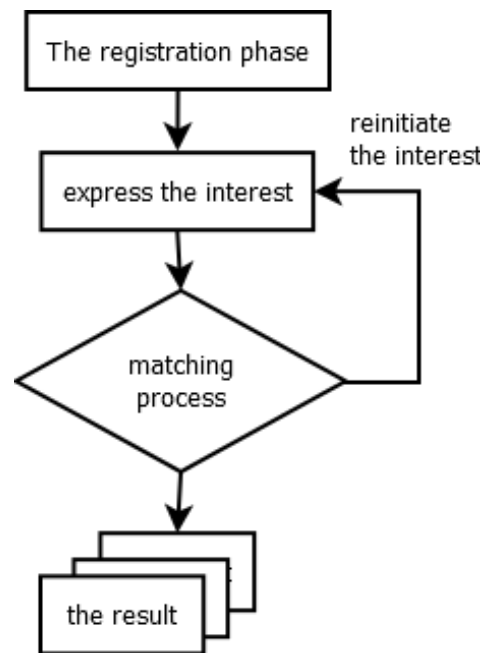 The registration phase
reinitiate
the interest
express the interest
matching
process
the result